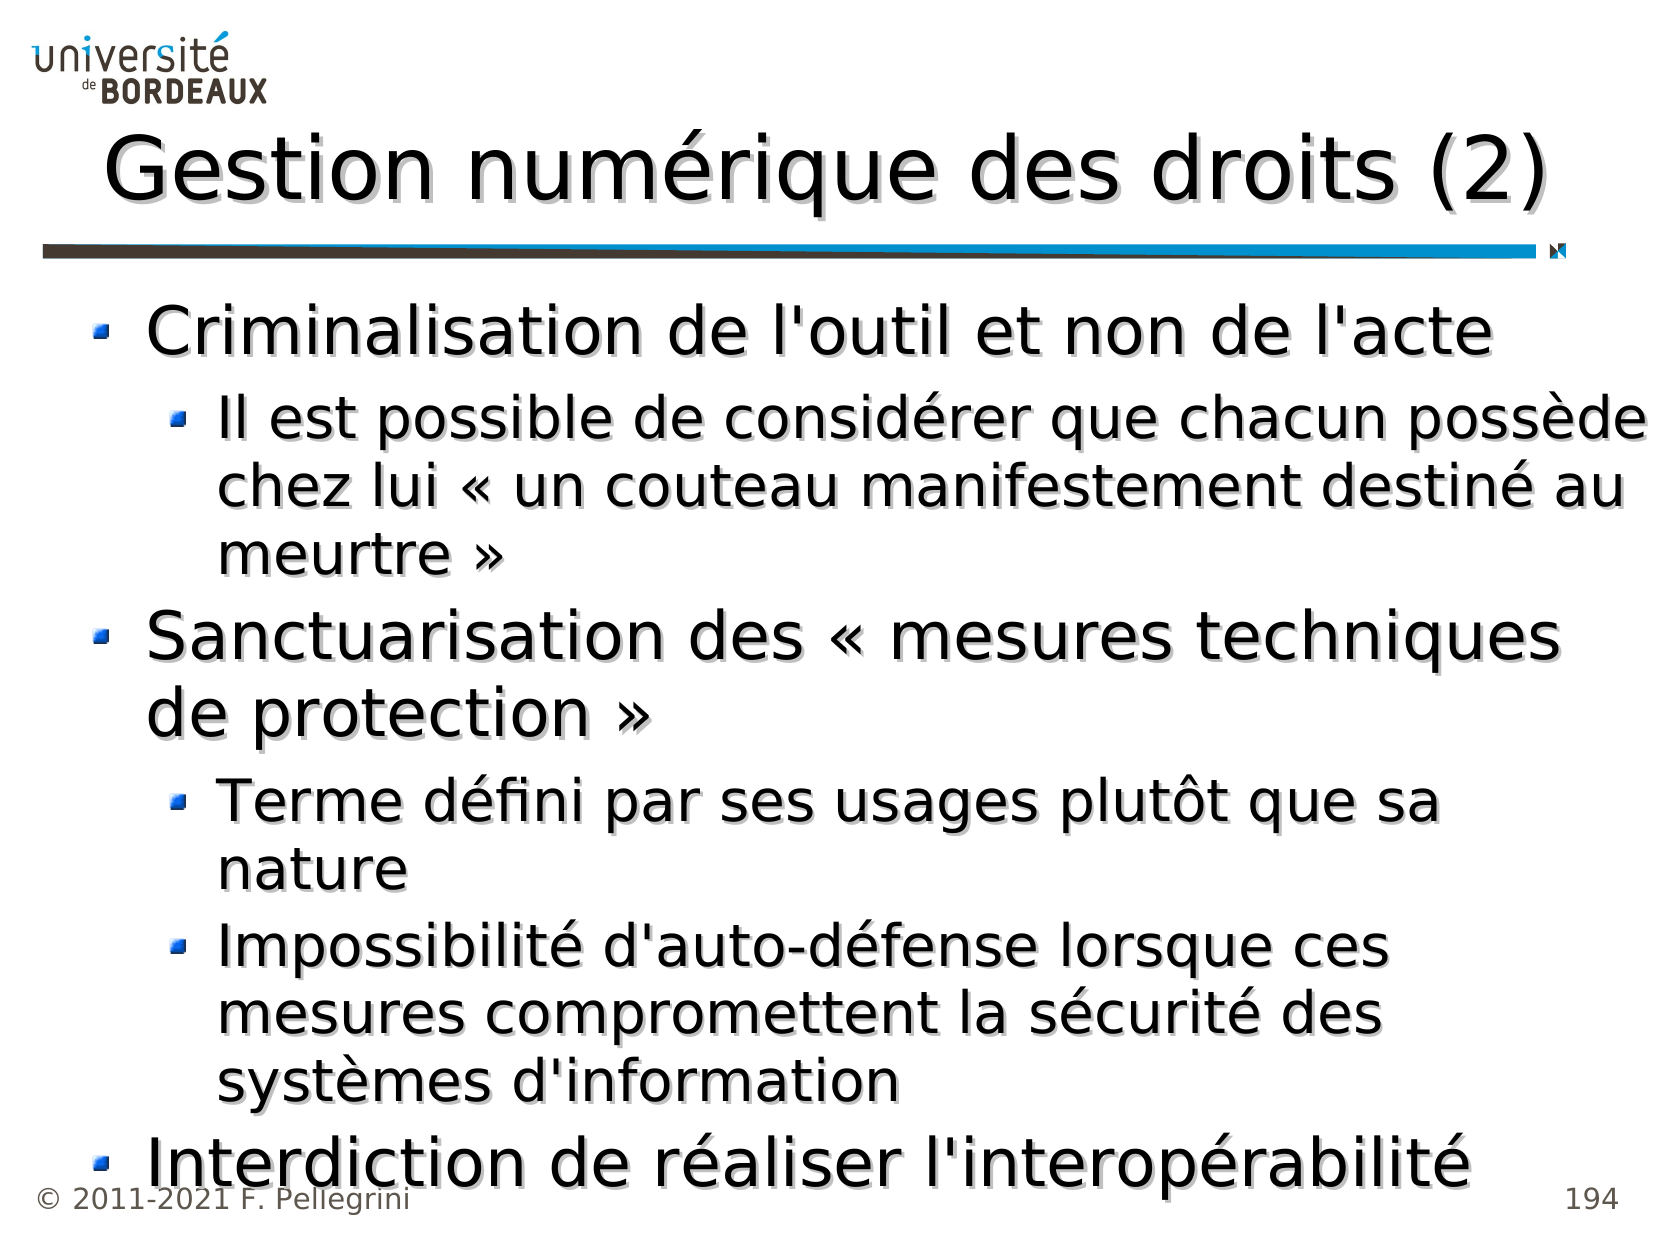 université
de BORDEAUX
Gestion numérique des droits (2)
Criminalisation de l'outil et non de l'acte
Il est possible de considérer que chacun possède
chez lui « un couteau manifestement destiné au
meurtre »
Sanctuarisation des « mesures techniques
de protection »
Terme défini par ses usages plutôt que sa
nature
Impossibilité d'auto-défense lorsque ces
mesures compromettent la sécurité des
systèmes d'information
Interdiction de réaliser l'interopérabilité
© 2011-2021 F. Pellegrini
194